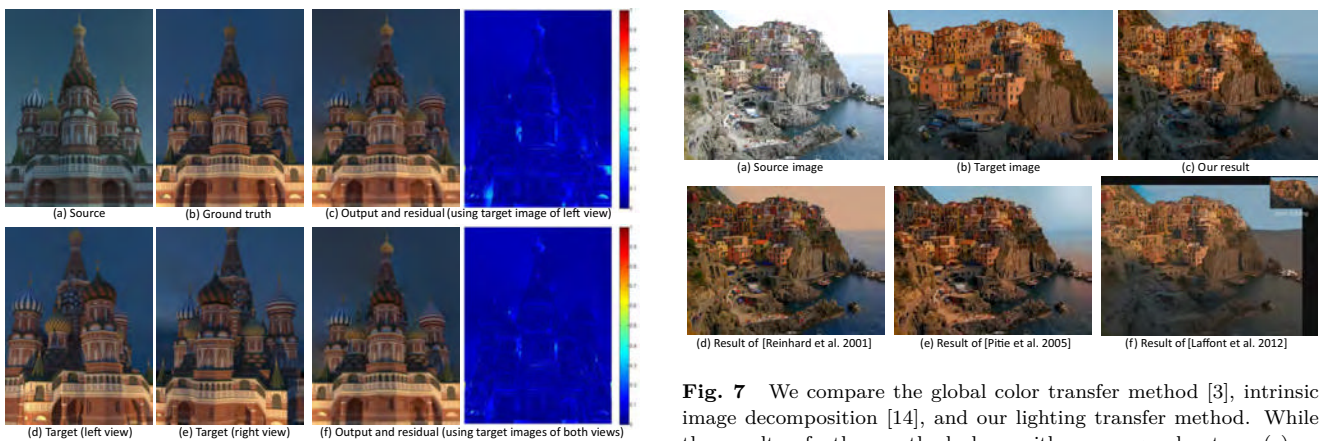 (a) Source
(b) Ground truth
(c) Output and residual (using target image of left view)
(d) Target (left view)
(e) Target (right view)
(f) Output and residual (using target images of both views)
(a) Source image
(b) Target image
(c) Our result
(d) Result of [Reinhard et al. 2001]
(e) Result of [Pitie et al. 2005]
(f) Result of [Laffont et al. 2012]
Fig. 7 We compare the global color transfer method [3], intrinsic
image decomposition [14], and our lighting transfer method. While